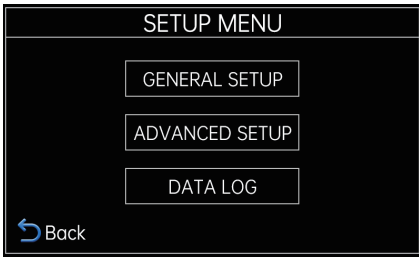 SETUP MENU
GENERAL SETUP
ADVANCED SETUP
DATA LOG
Back